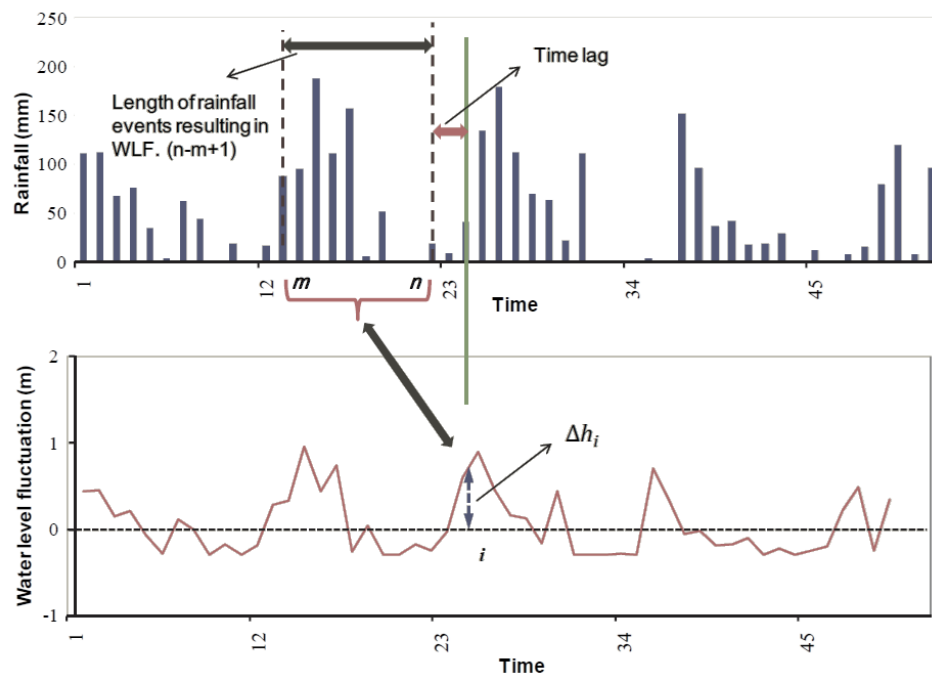 250
200
150
100
50
0
Rainfall (mm)
Length of rainfall
events resulting in
WLF. (n-m+1)
Time lag
1
12
m
n
23
34
45
Time
2
1
0
-1
Water level fluctuation (m)
Δhᵢ
i
1
12
23
34
45
Time